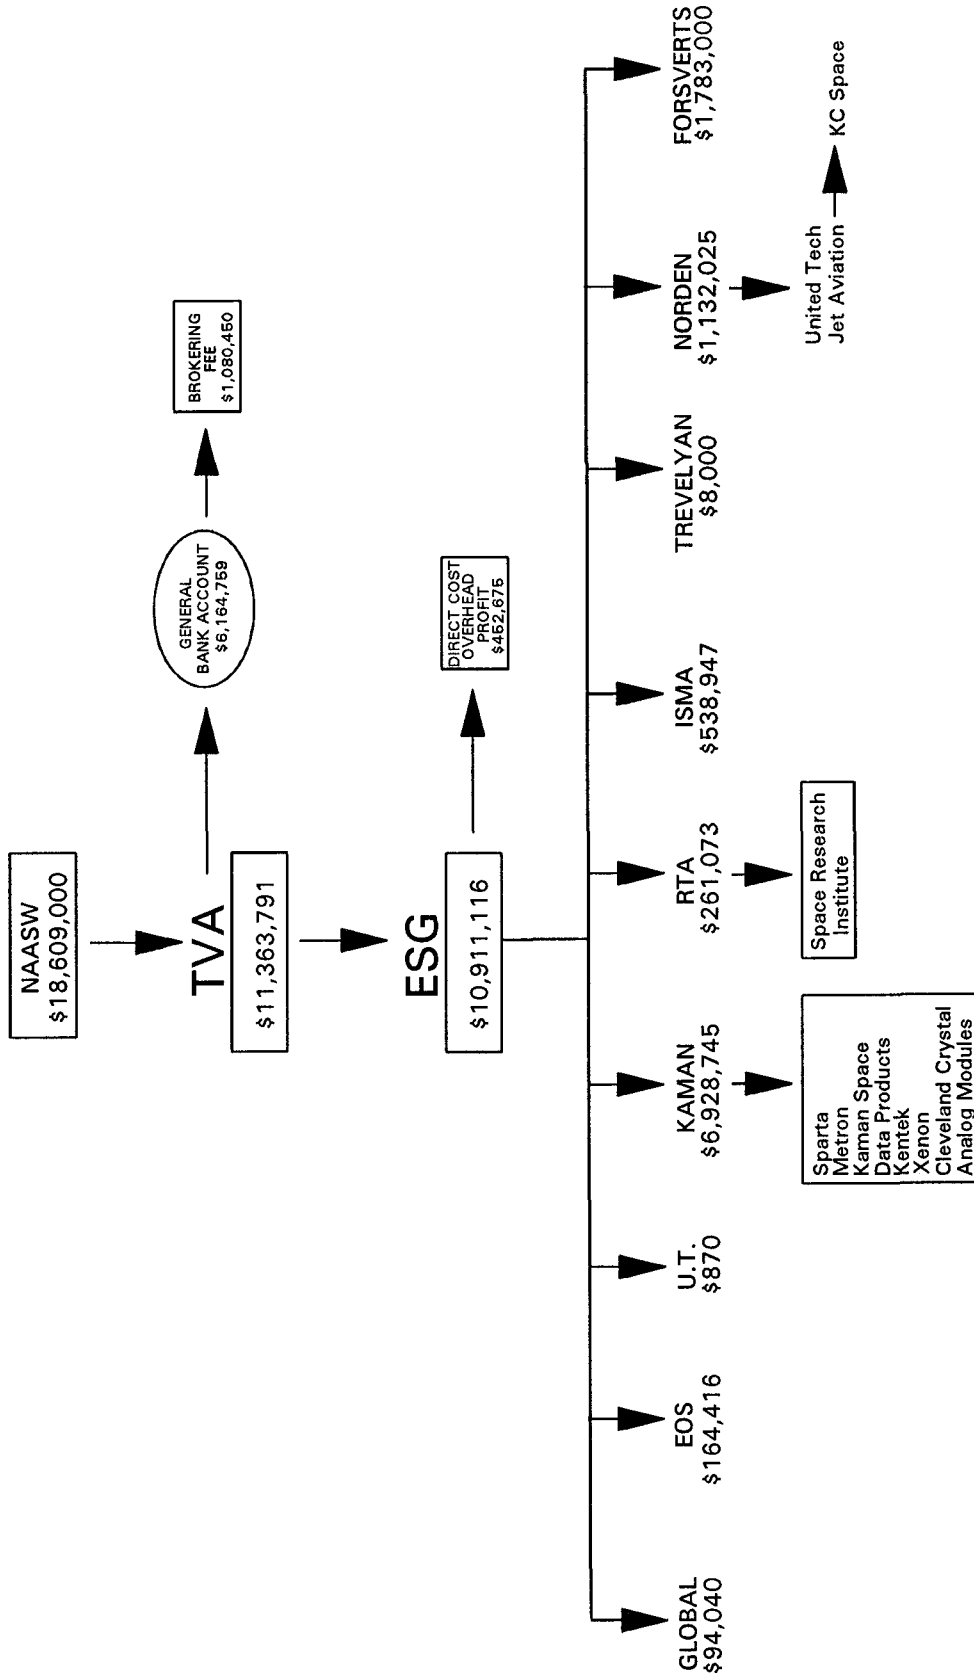 NAASW
$18,609,000
TVA
$11,363,791
GENERAL
BANK ACCOUNT
$6,164,759
BROKERING
FEE
$1,080,450
ESG
$10,911,116
DIRECT COST
OVERHEAD
PROFIT
$452,675
GLOBAL
$94,040
EOS
$164,416
U.T.
$870
KAMAN
$6,928,745
RTA
$261,073
ISMA
$538,947
TREVELYAN
$8,000
NORDEN
$1,132,025
FORSVERTS
$1,783,000
Sparta
Metron
Kaman Space
Data Products
Kentek
Xenon
Cleveland Crystal
Analog Modules
Space Research
Institute
United Tech
Jet Aviation
KC Space